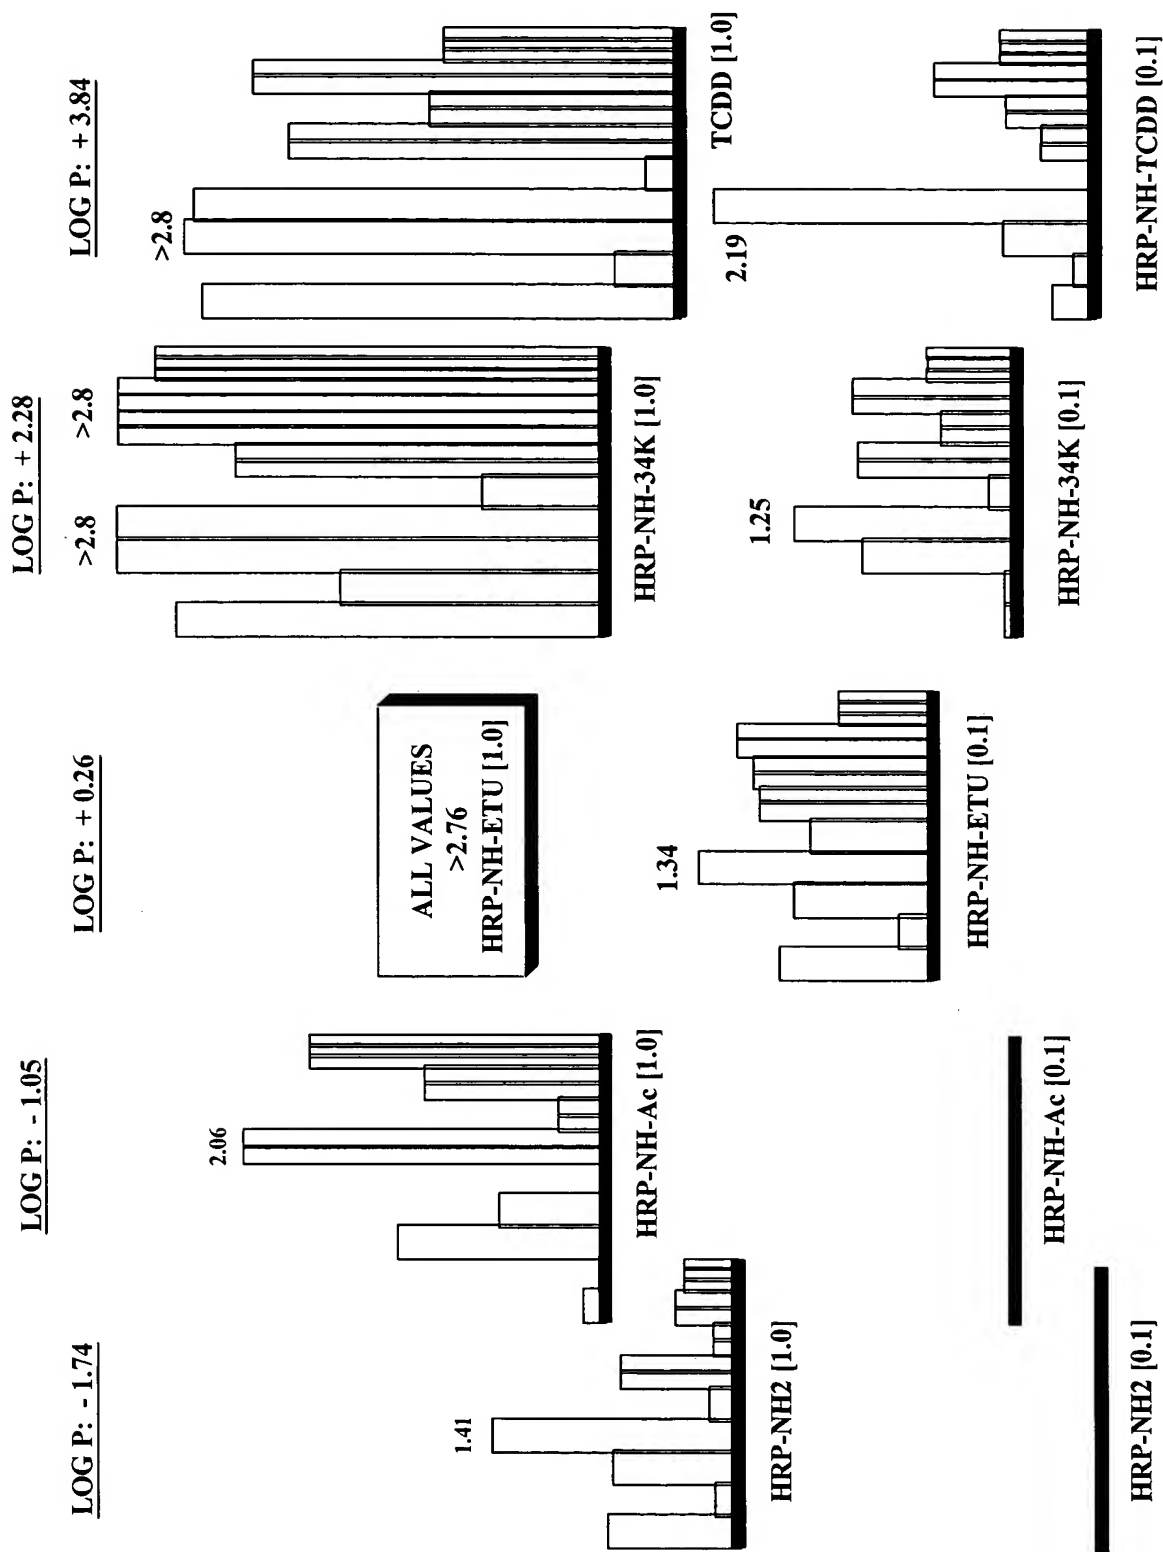 LOG P: - 1.74
LOG P: - 1.05
LOG P: + 0.26
LOG P: + 2.28
LOG P: + 3.84
1.41
HRP-NH2 [1.0]
2.06
HRP-NH-Ac [1.0]
ALL VALUES
>2.76
HRP-NH-ETU [1.0]
>2.8
>2.8
HRP-NH-34K [1.0]
>2.8
TCDD [1.0]
HRP-NH2 [0.1]
HRP-NH-Ac [0.1]
1.34
HRP-NH-ETU [0.1]
1.25
HRP-NH-34K [0.1]
2.19
HRP-NH-TCDD [0.1]